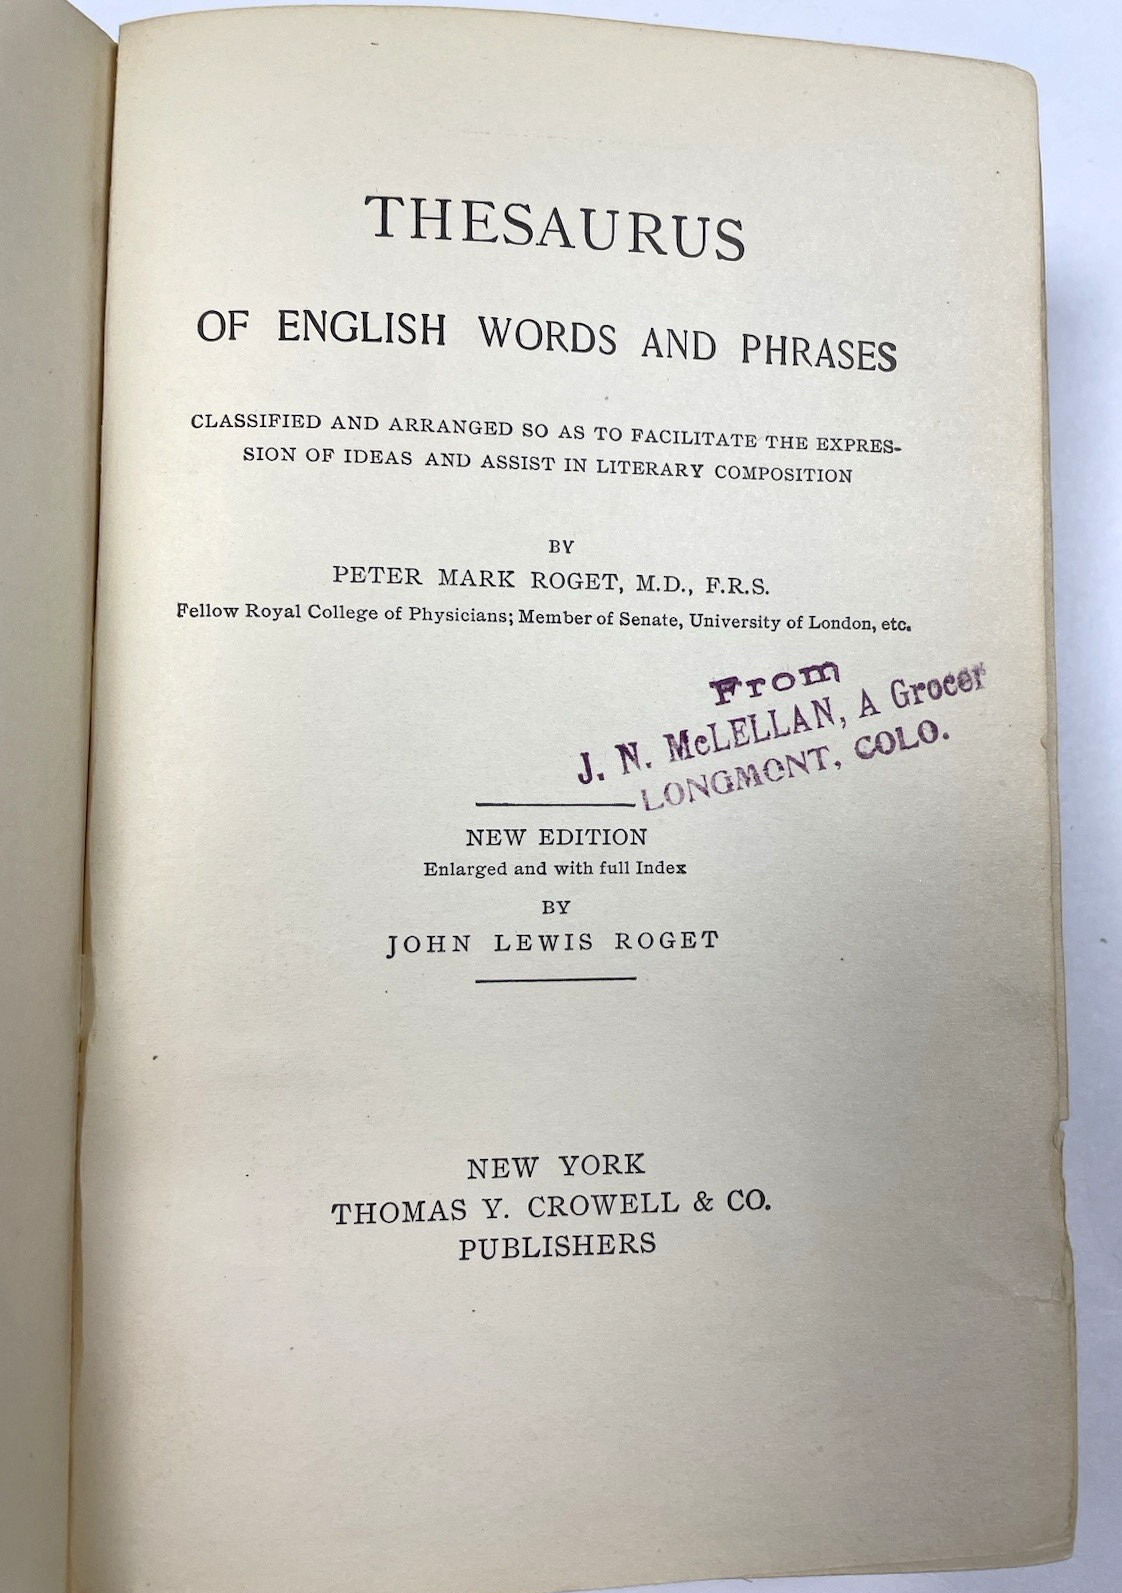 THESAURUS
OF ENGLISH WORDS AND PHRASES
CLASSIFIED AND ARRANGED SO AS TO FACILITATE THE EXPRES-
SION OF IDEAS AND ASSIST IN LITERARY COMPOSITION
BY
PETER MARK ROGET, M.D., F.R.S.
Fellow Royal College of Physicians; Member of Senate, University of London, etc.
From
J. N. McLELLAN, A Grocer
LONGMONT, COLO.
NEW EDITION
Enlarged and with full Index
BY
JOHN LEWIS ROGET
NEW YORK
THOMAS Y. CROWELL & CO.
PUBLISHERS